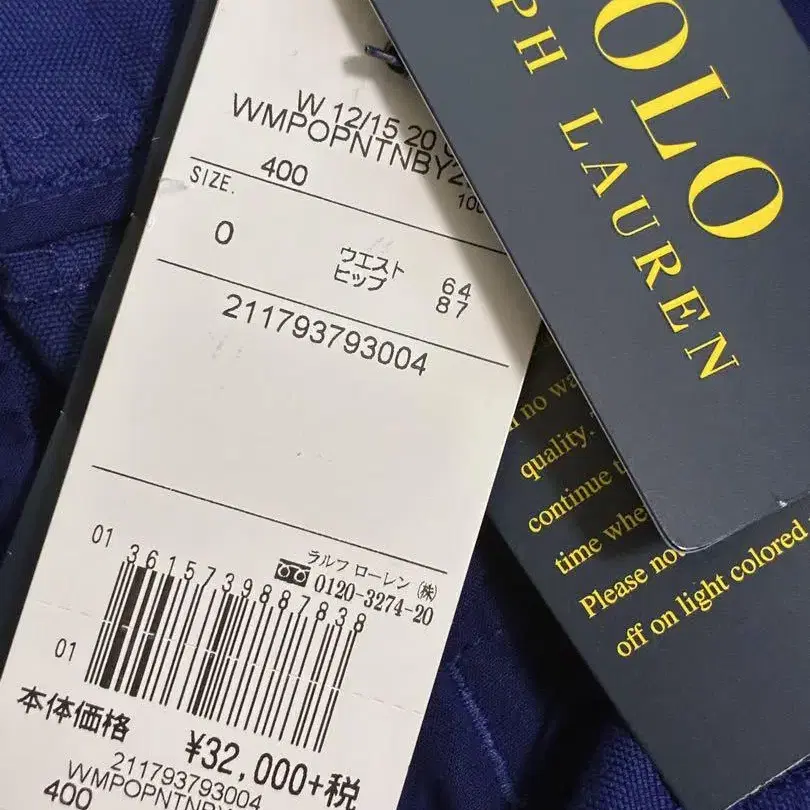 W 12/15 20
WMPOPNTNBY2
400
100
SIZE.
0
ウエスト 64
ヒップ 87
211793793004
ラルフ ローレン (株)
0120-3274-20
01
3615739887838
01
本体価格
¥32,000+税
211793793004
WMPOPNTNBY
400
OLO
PH LAUREN
no
quality.
continue
time
Please
off on light colored